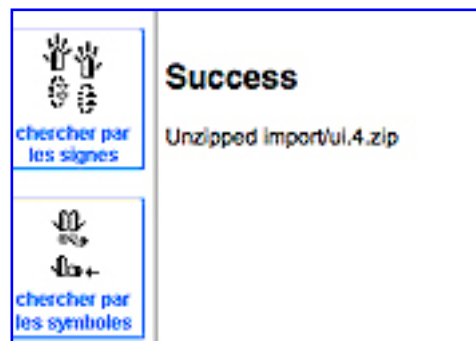 chercher par
les signes
chercher par
les symboles
Success
Unzipped import/ui.4.zip